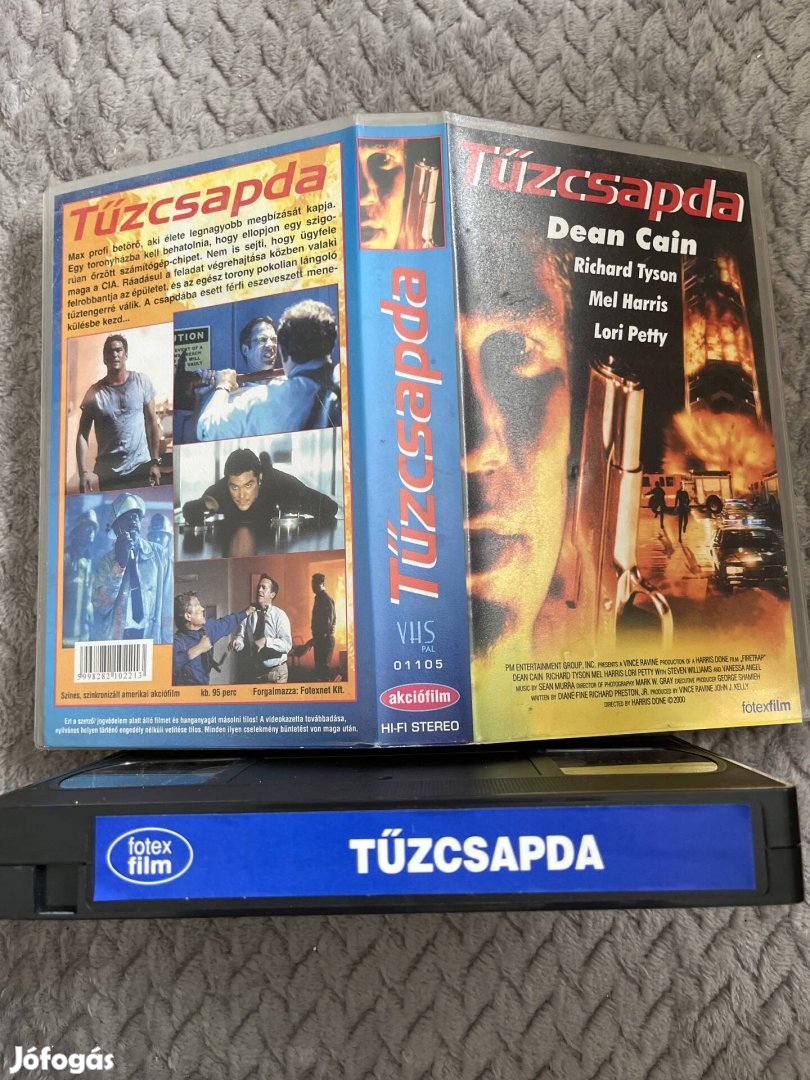 Tűzcsapda
Max profi betörő, aki élete legnagyobb megbízását kapja.
Egy toronyházba kell behatolnia, hogy ellopjon egy szigo-
rúan őrzött számítógép-chipet. Nem is sejti, hogy ügyfele
maga a CIA. Ráadásul a feladat végrehajtása közben valaki
felrobbantja az épületet, és az egész torony pokolian lángoló
tűztengerré válik. A csapdába esett férfi eszeveszett mene-
külésbe kezd...
CAUTION
VAULT
9998282102213
Színes, szinkronizált amerikai akciófilm kb. 95 perc Forgalmazza: Fotexnet Kft.
Ezt a szerzői jogvédelem alatt álló filmet és hanganyagát másolni tilos! A videokazetta továbbadása,
nyilvános helyen történő engedély nélküli vetítése tilos. Minden ilyen cselekmény büntetést von maga után.
Tűzcsapda
VHS
PAL
01105
akciófilm
HI-FI STEREO
Tűzcsapda
Dean Cain
Richard Tyson
Mel Harris
Lori Petty
PM ENTERTAINMENT GROUP, INC. PRESENTS A VINCE RAVINE PRODUCTION OF A HARRIS DONE FILM „FIRETRAP"
DEAN CAIN RICHARD TYSON MEL HARRIS LORI PETTY WITH STEVEN WILLIAMS AND VANESSA ANGEL
MUSIC BY SEAN MURRA DIRECTOR OF PHOTOGRAPHY MARK W. GRAY EXECUTIVE PRODUCER GEORGE SHAMIEH
WRITTEN BY DIANE-FINE RICHARD PRESTON, JR. PRODUCED BY VINCE RAVINE JOHN J. KELLY
DIRECTED BY HARRIS DONE ©2000
fotexfilm
fotex
film
TŰZCSAPDA
Jófogás